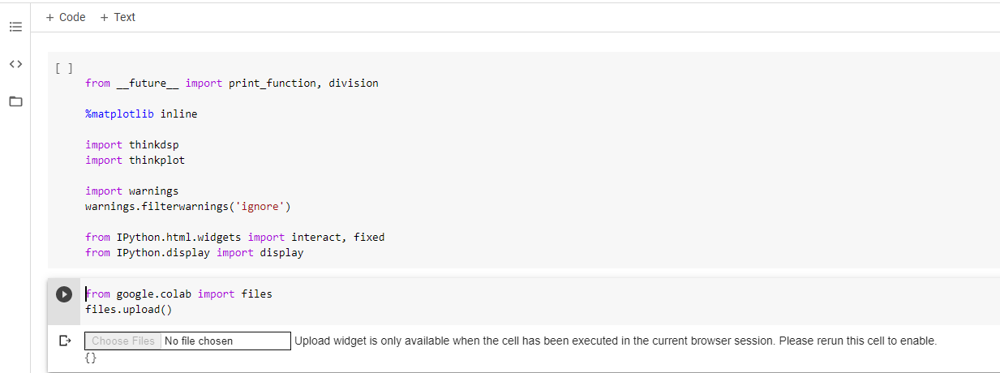 + Code + Text
[ ]
from __future__ import print_function, division
%matplotlib inline
import thinkdsp
import thinkplot
import warnings
warnings.filterwarnings('ignore')
from IPython.html.widgets import interact, fixed
from IPython.display import display
from google.colab import files
files.upload()
Choose Files No file chosen Upload widget is only available when the cell has been executed in the current browser session. Please rerun this cell to enable.
{}